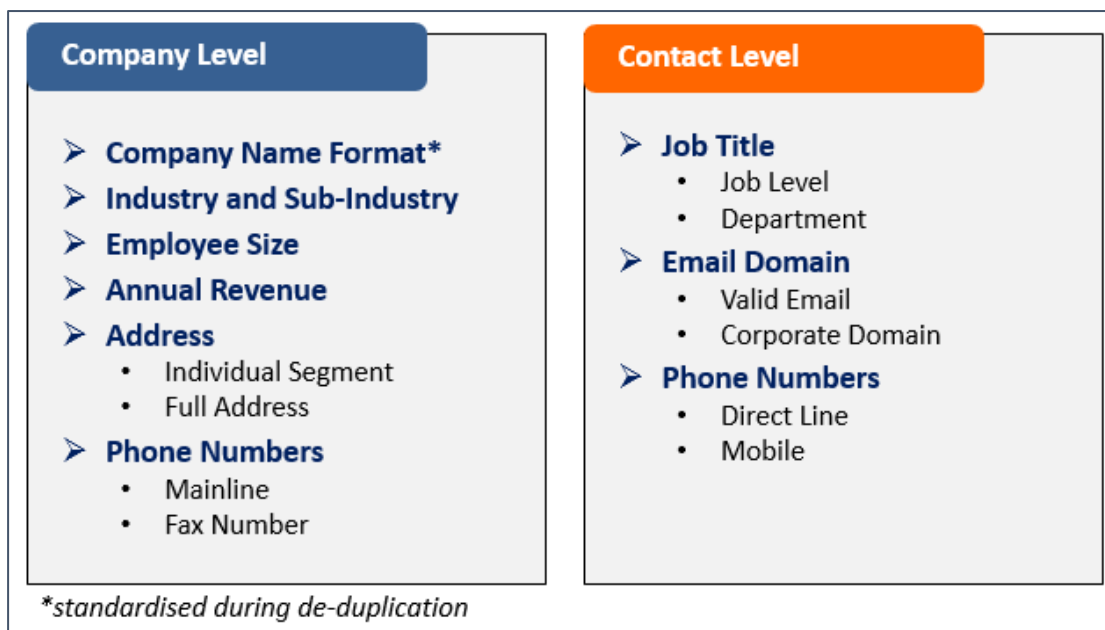 Company Level
Company Name Format*
Industry and Sub-Industry
Employee Size
Annual Revenue
Address
Individual Segment
Full Address
Phone Numbers
Mainline
Fax Number
Contact Level
Job Title
Job Level
Department
Email Domain
Valid Email
Corporate Domain
Phone Numbers
Direct Line
Mobile
*standardised during de-duplication